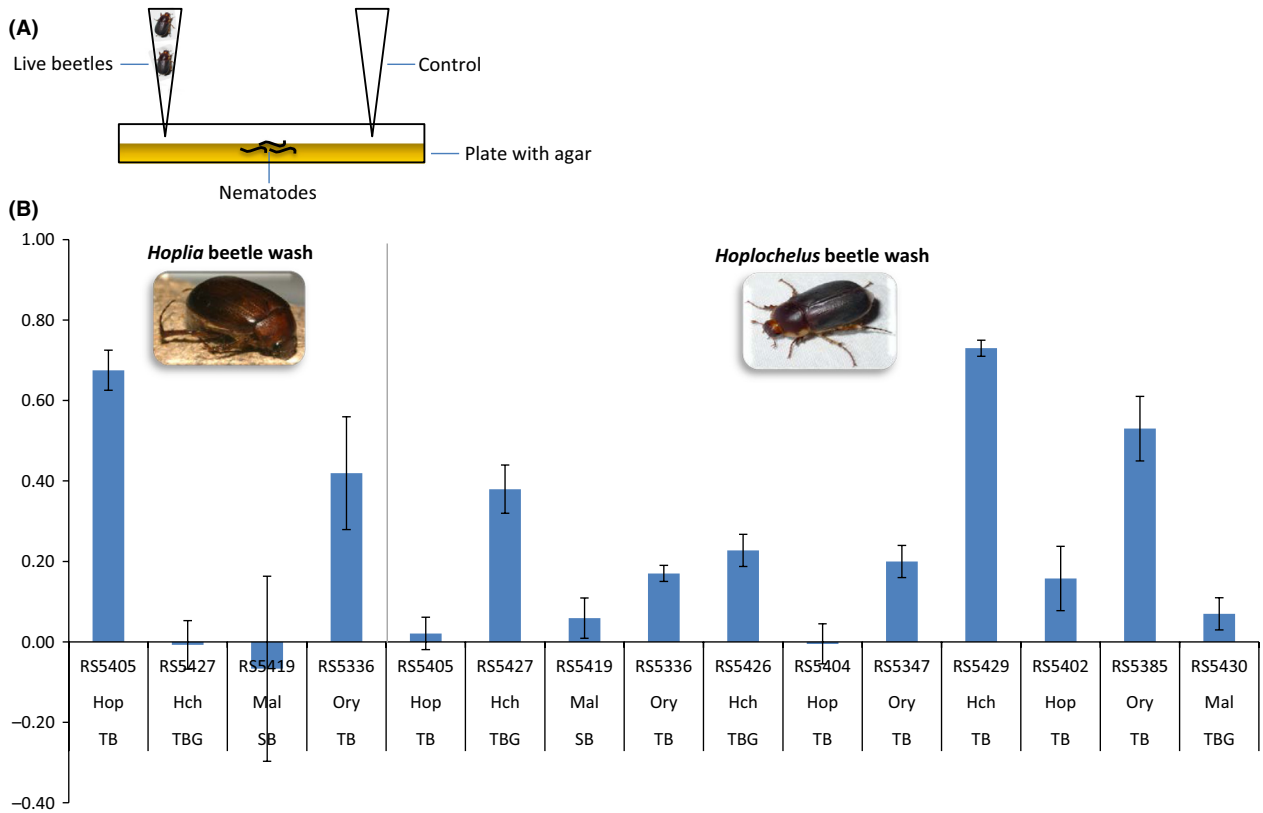 (A)
Live beetles
Control
Plate with agar
Nematodes
(B)
Hoplia beetle wash
Hoplochelus beetle wash
1.00
0.80
0.60
0.40
0.20
0.00
–0.20
–0.40
RS5405 RS5427 RS5419 RS5336 RS5405 RS5427 RS5419 RS5336 RS5426 RS5404 RS5347 RS5429 RS5402 RS5385 RS5430
Hop Hch Mal Ory Hop Hch Mal Ory Hch Hop Ory Hch Hop Ory Mal
TB TBG SB TB TB TBG SB TB TBG TB TB TB TB TB TBG